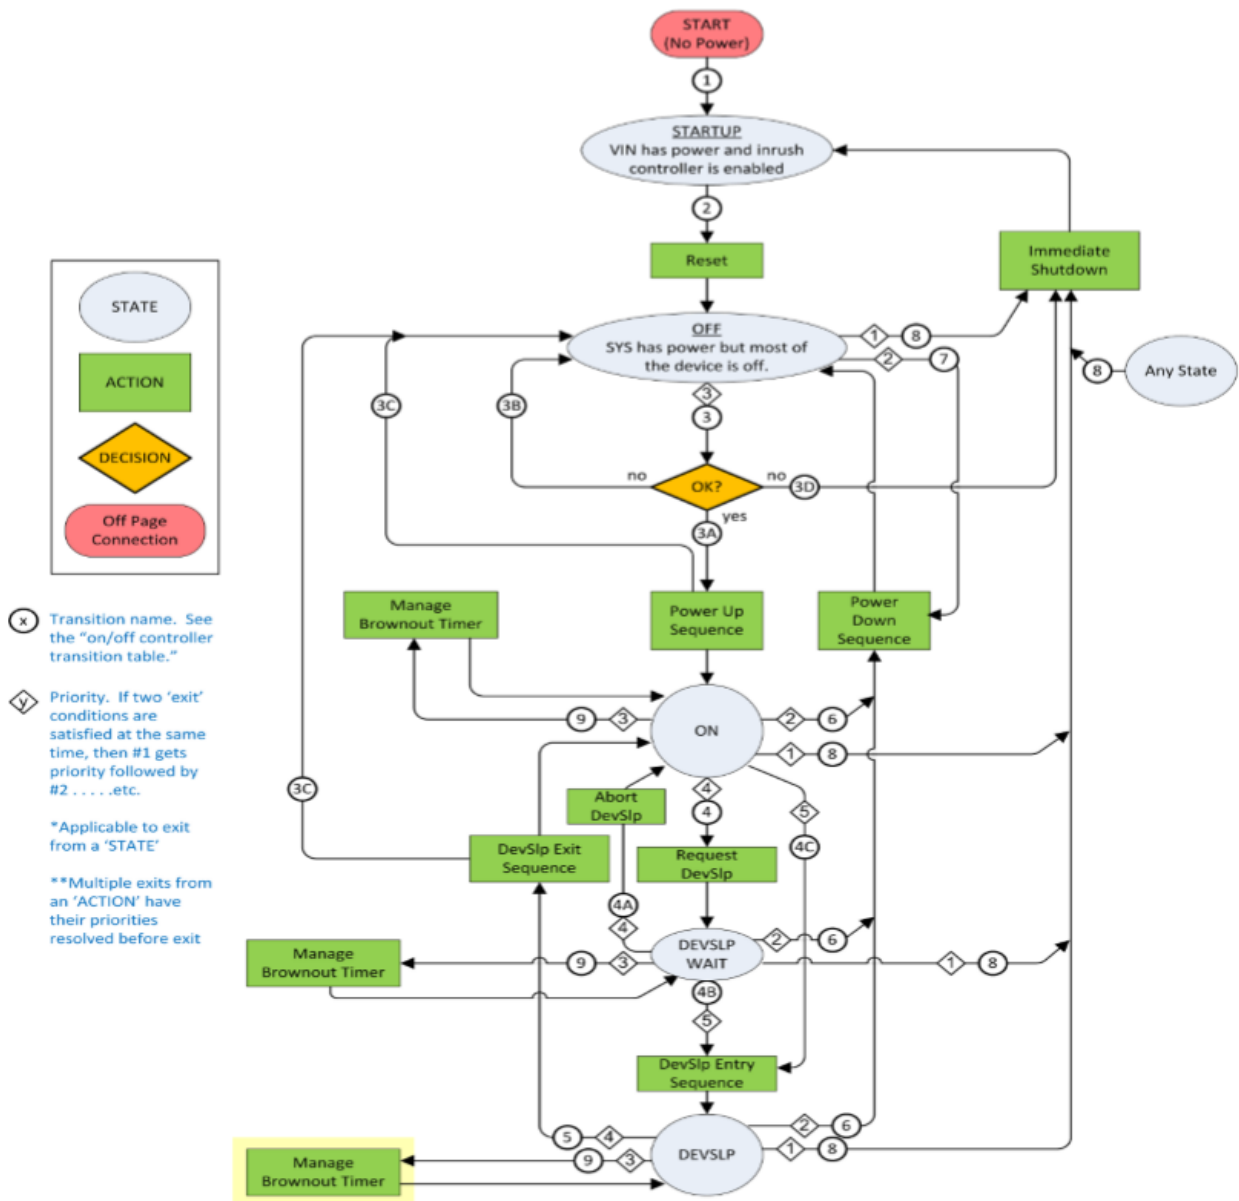 START
(No Power)
1
STARTUP
VIN has power and inrush
controller is enabled
2
Reset
Immediate
Shutdown
OFF
SYS has power but most of
the device is off.
1
8
2
7
3
3
8
Any State
3C
3B
no
OK?
no
3D
yes
3A
STATE
ACTION
DECISION
Off Page
Connection
x
Transition name. See
the “on/off controller
transition table.”
y
Priority. If two ‘exit’
conditions are
satisfied at the same
time, then #1 gets
priority followed by
#2 . . . . .etc.
*Applicable to exit
from a ‘STATE’
**Multiple exits from
an ‘ACTION’ have
their priorities
resolved before exit
Manage
Brownout Timer
Power Up
Sequence
Power
Down
Sequence
9
3
ON
2
6
1
8
3C
Abort
DevSlp
4
4
5
4C
DevSlp Exit
Sequence
Request
DevSlp
4A
4
Manage
Brownout Timer
9
3
DEVSLP
WAIT
2
6
1
8
4B
5
DevSlp Entry
Sequence
5
4
DEVSLP
2
6
1
8
Manage
Brownout Timer
9
3